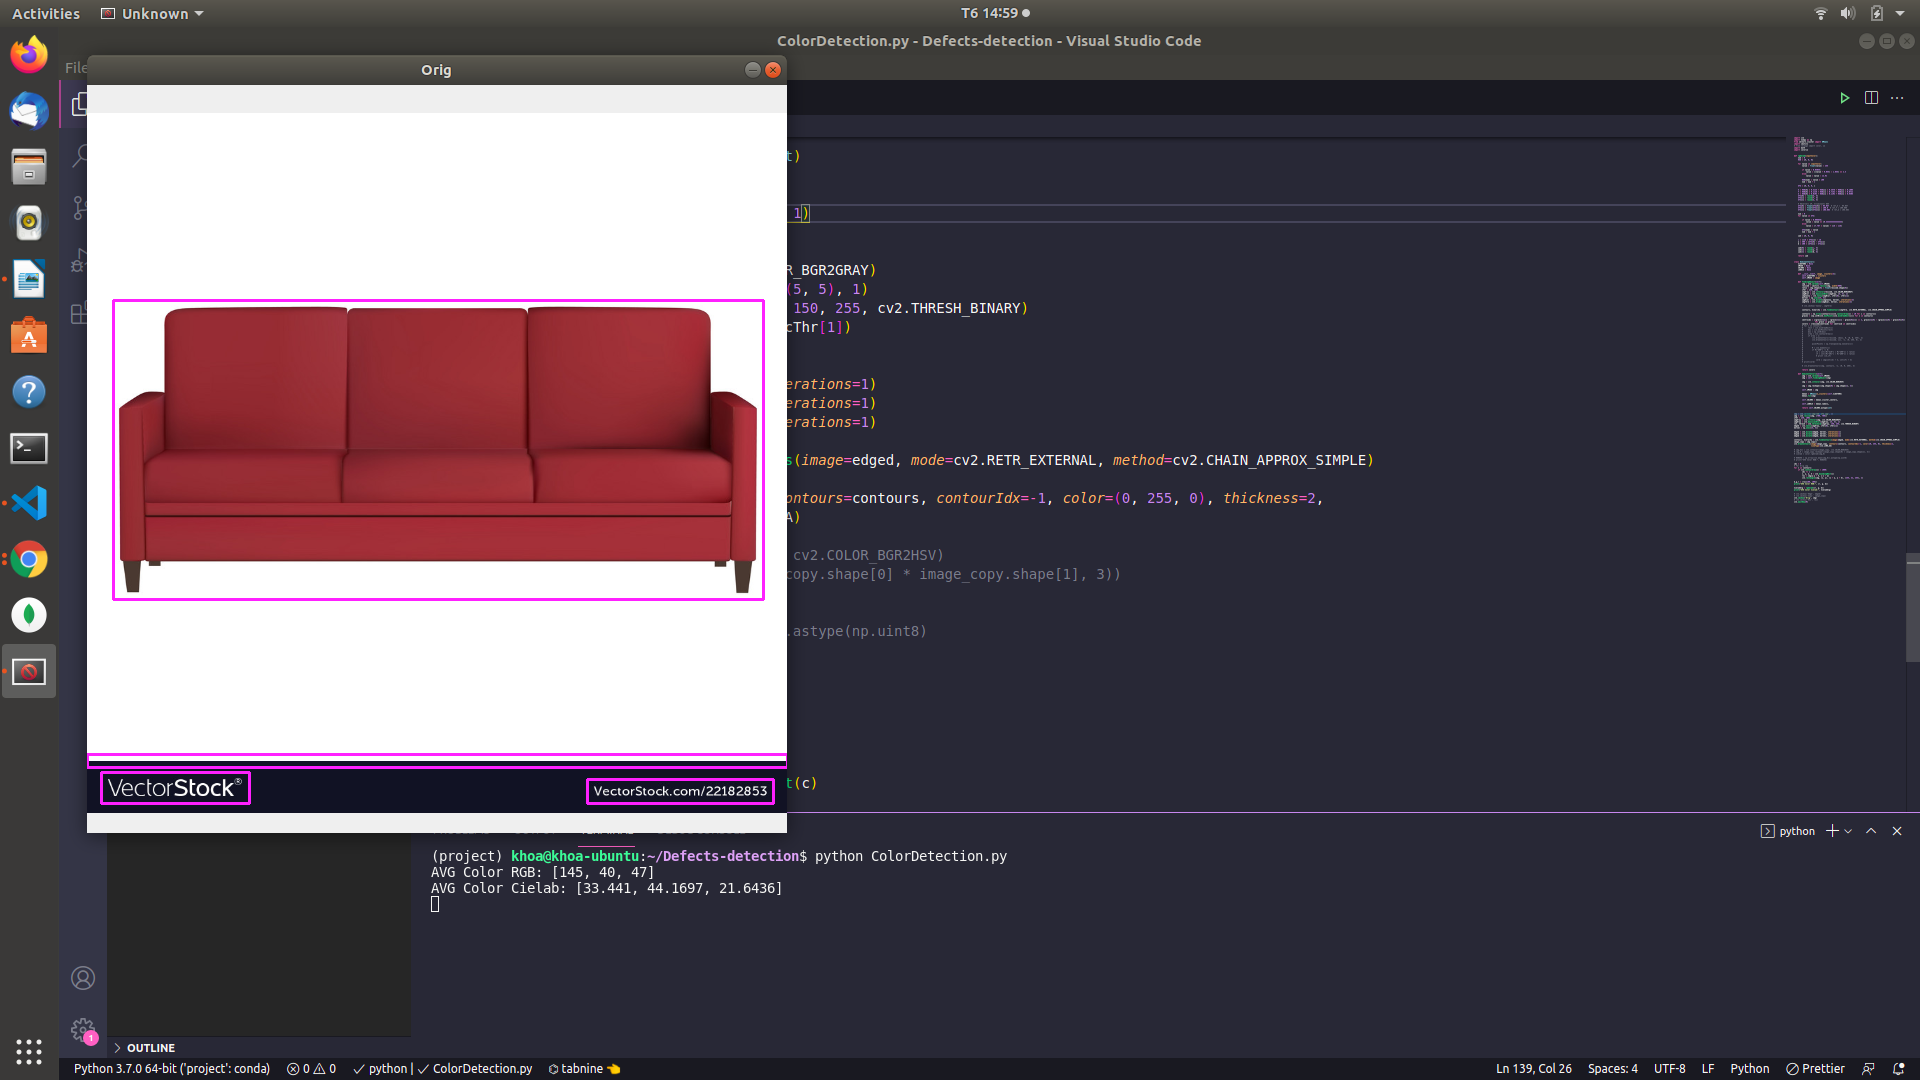 Activities
Unknown
T6 14:59
ColorDetection.py - Defects-detection - Visual Studio Code
File
Orig
t)
1)
R_BGR2GRAY)
(5, 5), 1)
150, 255, cv2.THRESH_BINARY)
cThr[1])
erations=1)
erations=1)
erations=1)
s(image=edged, mode=cv2.RETR_EXTERNAL, method=cv2.CHAIN_APPROX_SIMPLE)
ontours=contours, contourIdx=-1, color=(0, 255, 0), thickness=2,
A)
cv2.COLOR_BGR2HSV)
copy.shape[0] * image_copy.shape[1], 3))
.astype(np.uint8)
t(c)
VectorStock®
VectorStock.com/22182853
python
(project) khoa@khoa-ubuntu:~/Defects-detection$ python ColorDetection.py
AVG Color RGB: [145, 40, 47]
AVG Color Cielab: [33.441, 44.1697, 21.6436]
1
OUTLINE
Python 3.7.0 64-bit ('project': conda) 0 0 python | ColorDetection.py tabnine Ln 139, Col 26 Spaces: 4 UTF-8 LF Python Prettier